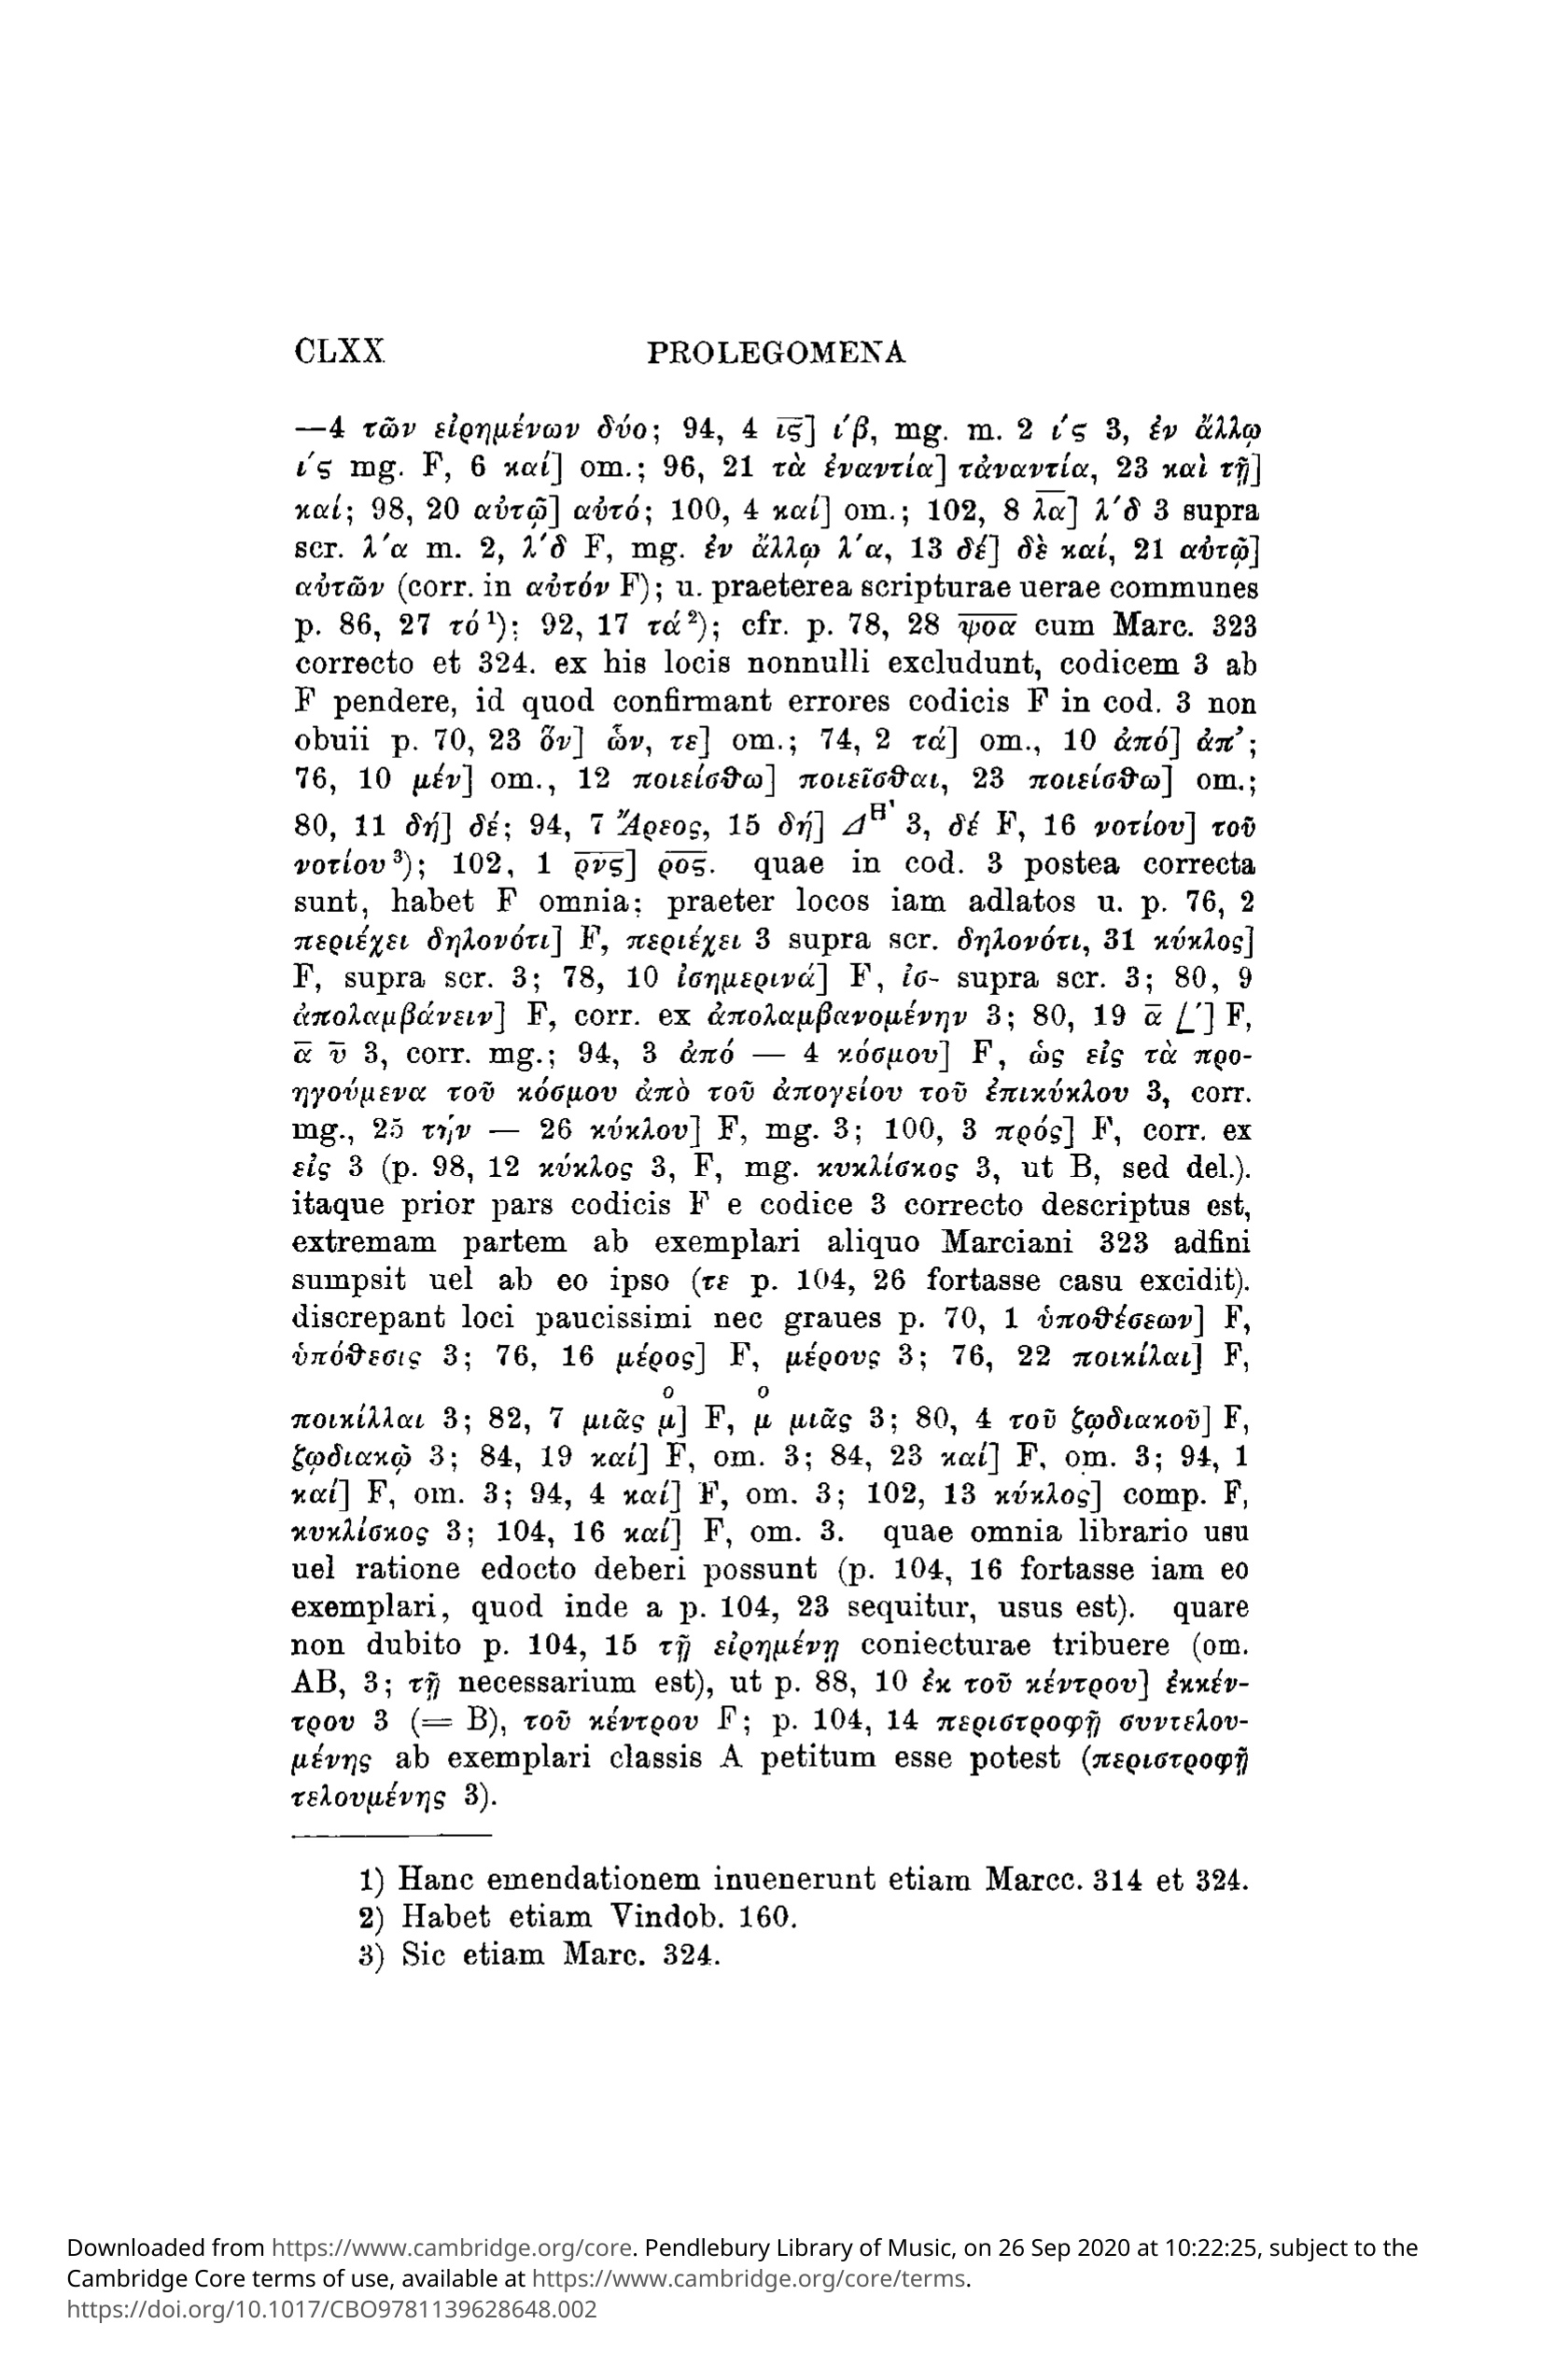 CLXX PROLEGOMENA
—4 τῶν εἰρημένων δύο; 94, 4 ι̅ς̅] ι´β, mg. m. 2 ι´ς 3, ἐν ἄλλῳ
ι´ς mg. F, 6 καί] om.; 96, 21 τὰ ἐναντία] τἀναντία, 23 καὶ τῇ]
καί; 98, 20 αὐτῷ] αὐτό; 100, 4 καί] om.; 102, 8 λ̅α̅] λ´δ 3 supra
scr. λ´α m. 2, λ´δ F, mg. ἐν ἄλλῳ λ´α, 13 δέ] δὲ καί, 21 αὐτῷ]
αὐτῶν (corr. in αὐτόν F); u. praeterea scripturae uerae communes
p. 86, 27 τό¹); 92, 17 τά²); cfr. p. 78, 28 ψ̅ο̅α̅ cum Marc. 323
correcto et 324. ex his locis nonnulli excludunt, codicem 3 ab
F pendere, id quod confirmant errores codicis F in cod. 3 non
obuii p. 70, 23 ὅν] ὧν, τε] om.; 74, 2 τά] om., 10 ἀπό] ἀπ’;
76, 10 μέν] om., 12 ποιείσθω] ποιεῖσθαι, 23 ποιείσθω] om.;
80, 11 δή] δέ; 94, 7 Ἄρεος, 15 δή] Δᴴ' 3, δέ F, 16 νοτίου] τοῦ
νοτίου³); 102, 1 ρ̅ν̅ς̅] ρ̅ο̅ς̅. quae in cod. 3 postea correcta
sunt, habet F omnia; praeter locos iam adlatos u. p. 76, 2
περιέχει δηλονότι] F, περιέχει 3 supra scr. δηλονότι, 31 κύκλος]
F, supra scr. 3; 78, 10 ἰσημερινά] F, ἰσ- supra scr. 3; 80, 9
ἀπολαμβάνειν] F, corr. ex ἀπολαμβανομένην 3; 80, 19 α̅ ∠´] F,
α̅ υ̅ 3, corr. mg.; 94, 3 ἀπό — 4 κόσμου] F, ὡς εἰς τὰ προ-
ηγούμενα τοῦ κόσμου ἀπὸ τοῦ ἀπογείου τοῦ ἐπικύκλου 3, corr.
mg., 25 τήν — 26 κύκλου] F, mg. 3; 100, 3 πρός] F, corr. ex
εἰς 3 (p. 98, 12 κύκλος 3, F, mg. κυκλίσκος 3, ut B, sed del.).
itaque prior pars codicis F e codice 3 correcto descriptus est,
extremam partem ab exemplari aliquo Marciani 323 adfini
sumpsit uel ab eo ipso (τε p. 104, 26 fortasse casu excidit).
discrepant loci paucissimi nec graues p. 70, 1 ὑποθέσεων] F,
ὑπόθεσις 3; 76, 16 μέρος] F, μέρους 3; 76, 22 ποικίλαι] F,
ποικίλλαι 3; 82, 7 μιᾶς μͦ] F, μͦ μιᾶς 3; 80, 4 τοῦ ζῳδιακοῦ] F,
ζῳδιακῷ 3; 84, 19 καί] F, om. 3; 84, 23 καί] F, om. 3; 94, 1
καί] F, om. 3; 94, 4 καί] F, om. 3; 102, 13 κύκλος] comp. F,
κυκλίσκος 3; 104, 16 καί] F, om. 3. quae omnia librario usu
uel ratione edocto deberi possunt (p. 104, 16 fortasse iam eo
exemplari, quod inde a p. 104, 23 sequitur, usus est). quare
non dubito p. 104, 15 τῇ εἰρημένῃ coniecturae tribuere (om.
AB, 3; τῇ necessarium est), ut p. 88, 10 ἐκ τοῦ κέντρου] ἐκκέν-
τρου 3 (= B), τοῦ κέντρου F; p. 104, 14 περιστροφῇ συντελου-
μένης ab exemplari classis A petitum esse potest (περιστροφῇ
τελουμένης 3).
1) Hanc emendationem inuenerunt etiam Marcc. 314 et 324.
2) Habet etiam Vindob. 160.
3) Sic etiam Marc. 324.
Downloaded from https://www.cambridge.org/core. Pendlebury Library of Music, on 26 Sep 2020 at 10:22:25, subject to the
Cambridge Core terms of use, available at https://www.cambridge.org/core/terms.
https://doi.org/10.1017/CBO9781139628648.002